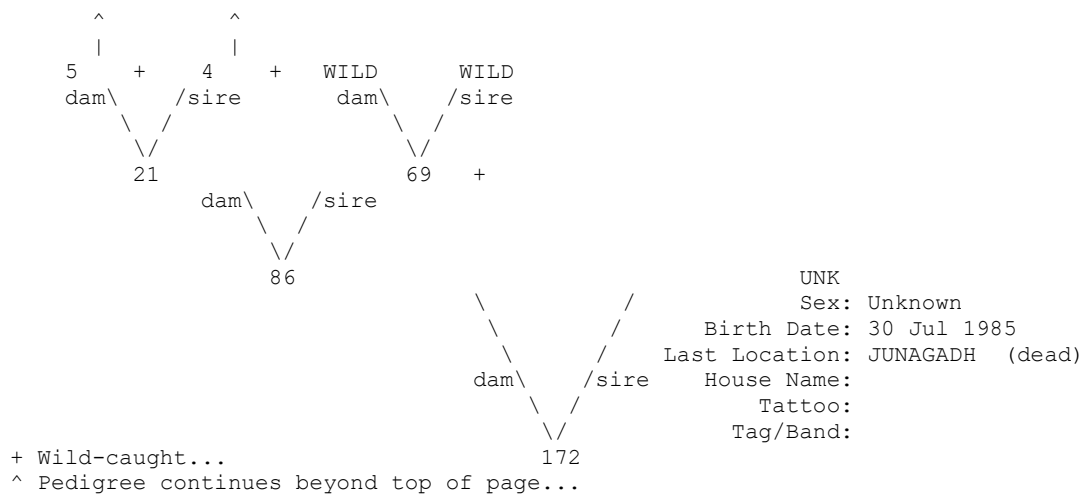 ^ ^
| |
5 + 4 + WILD WILD
dam\ /sire dam\ /sire
\ / \ /
\/ \/
21 69 +
dam\ /sire
\ /
\/
86 UNK
\ / Sex: Unknown
\ / Birth Date: 30 Jul 1985
\ / Last Location: JUNAGADH (dead)
dam\ /sire House Name:
\ / Tattoo:
\/ Tag/Band:
+ Wild-caught... 172
^ Pedigree continues beyond top of page...